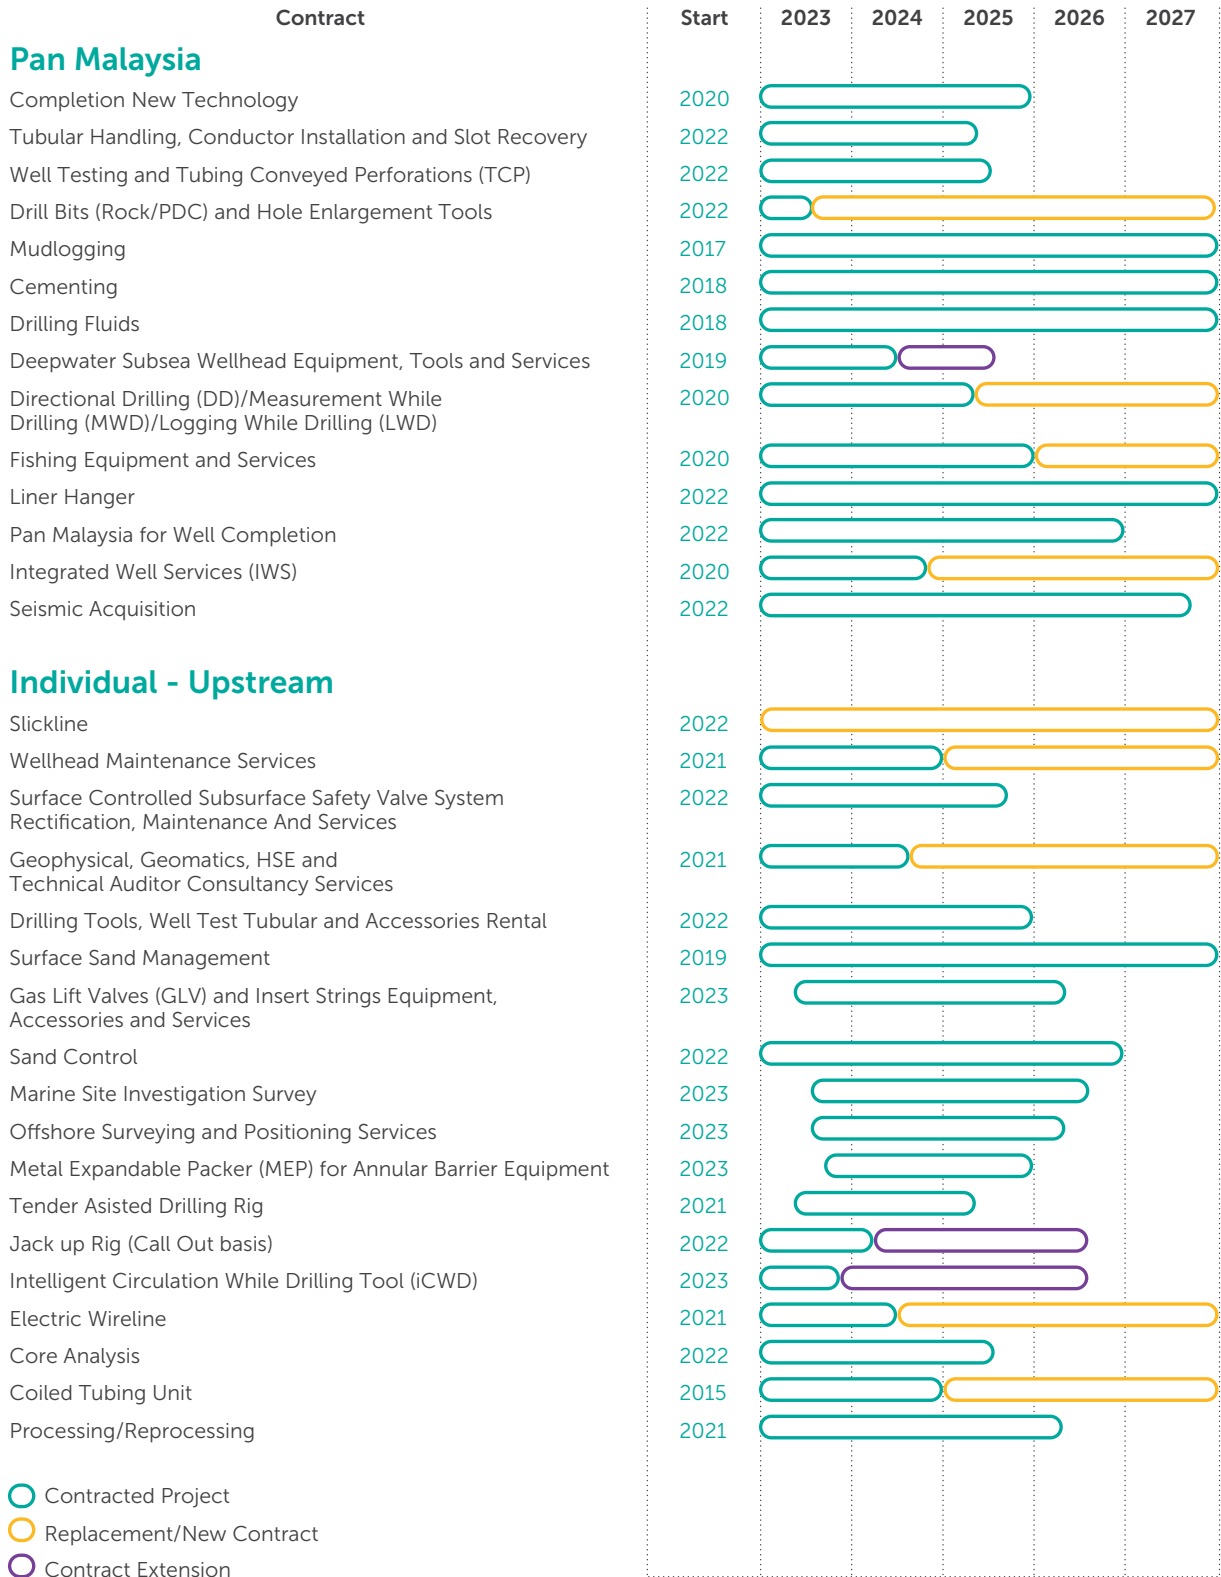 Contract Start 2023 2024 2025 2026 2027
Pan Malaysia
Completion New Technology 2020
Tubular Handling, Conductor Installation and Slot Recovery 2022
Well Testing and Tubing Conveyed Perforations (TCP) 2022
Drill Bits (Rock/PDC) and Hole Enlargement Tools 2022
Mudlogging 2017
Cementing 2018
Drilling Fluids 2018
Deepwater Subsea Wellhead Equipment, Tools and Services 2019
Directional Drilling (DD)/Measurement While 2020
Drilling (MWD)/Logging While Drilling (LWD)
Fishing Equipment and Services 2020
Liner Hanger 2022
Pan Malaysia for Well Completion 2022
Integrated Well Services (IWS) 2020
Seismic Acquisition 2022
Individual - Upstream
Slickline 2022
Wellhead Maintenance Services 2021
Surface Controlled Subsurface Safety Valve System 2022
Rectification, Maintenance And Services
Geophysical, Geomatics, HSE and 2021
Technical Auditor Consultancy Services
Drilling Tools, Well Test Tubular and Accessories Rental 2022
Surface Sand Management 2019
Gas Lift Valves (GLV) and Insert Strings Equipment, 2023
Accessories and Services
Sand Control 2022
Marine Site Investigation Survey 2023
Offshore Surveying and Positioning Services 2023
Metal Expandable Packer (MEP) for Annular Barrier Equipment 2023
Tender Asisted Drilling Rig 2021
Jack up Rig (Call Out basis) 2022
Intelligent Circulation While Drilling Tool (iCWD) 2023
Electric Wireline 2021
Core Analysis 2022
Coiled Tubing Unit 2015
Processing/Reprocessing 2021
Contracted Project
Replacement/New Contract
Contract Extension